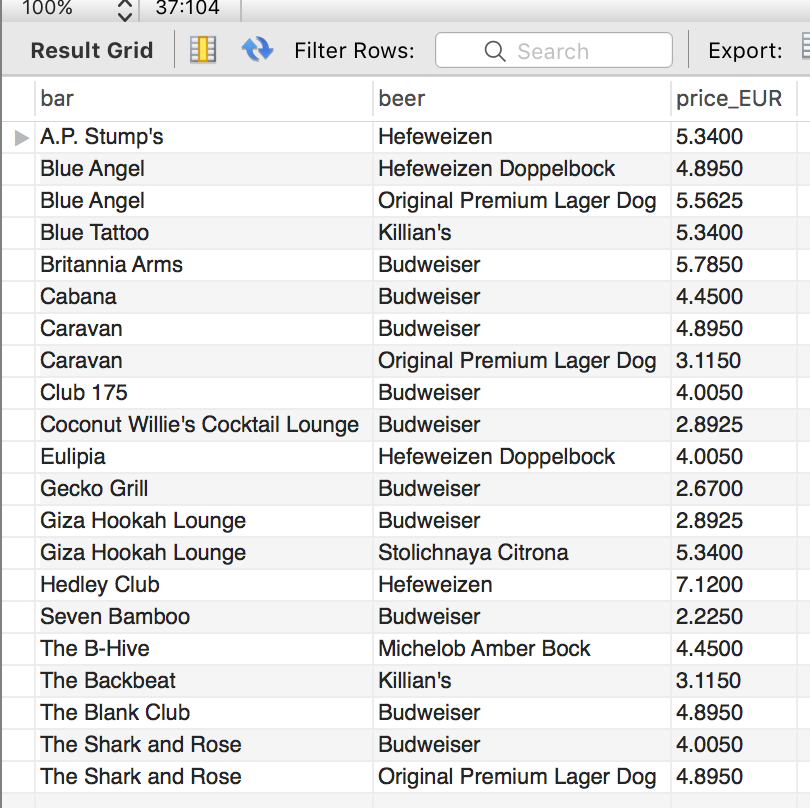 100% 37:104
Result Grid Filter Rows: Search Export:
bar beer price_EUR
A.P. Stump's Hefeweizen 5.3400
Blue Angel Hefeweizen Doppelbock 4.8950
Blue Angel Original Premium Lager Dog 5.5625
Blue Tattoo Killian's 5.3400
Britannia Arms Budweiser 5.7850
Cabana Budweiser 4.4500
Caravan Budweiser 4.8950
Caravan Original Premium Lager Dog 3.1150
Club 175 Budweiser 4.0050
Coconut Willie's Cocktail Lounge Budweiser 2.8925
Eulipia Hefeweizen Doppelbock 4.0050
Gecko Grill Budweiser 2.6700
Giza Hookah Lounge Budweiser 2.8925
Giza Hookah Lounge Stolichnaya Citrona 5.3400
Hedley Club Hefeweizen 7.1200
Seven Bamboo Budweiser 2.2250
The B-Hive Michelob Amber Bock 4.4500
The Backbeat Killian's 3.1150
The Blank Club Budweiser 4.8950
The Shark and Rose Budweiser 4.0050
The Shark and Rose Original Premium Lager Dog 4.8950